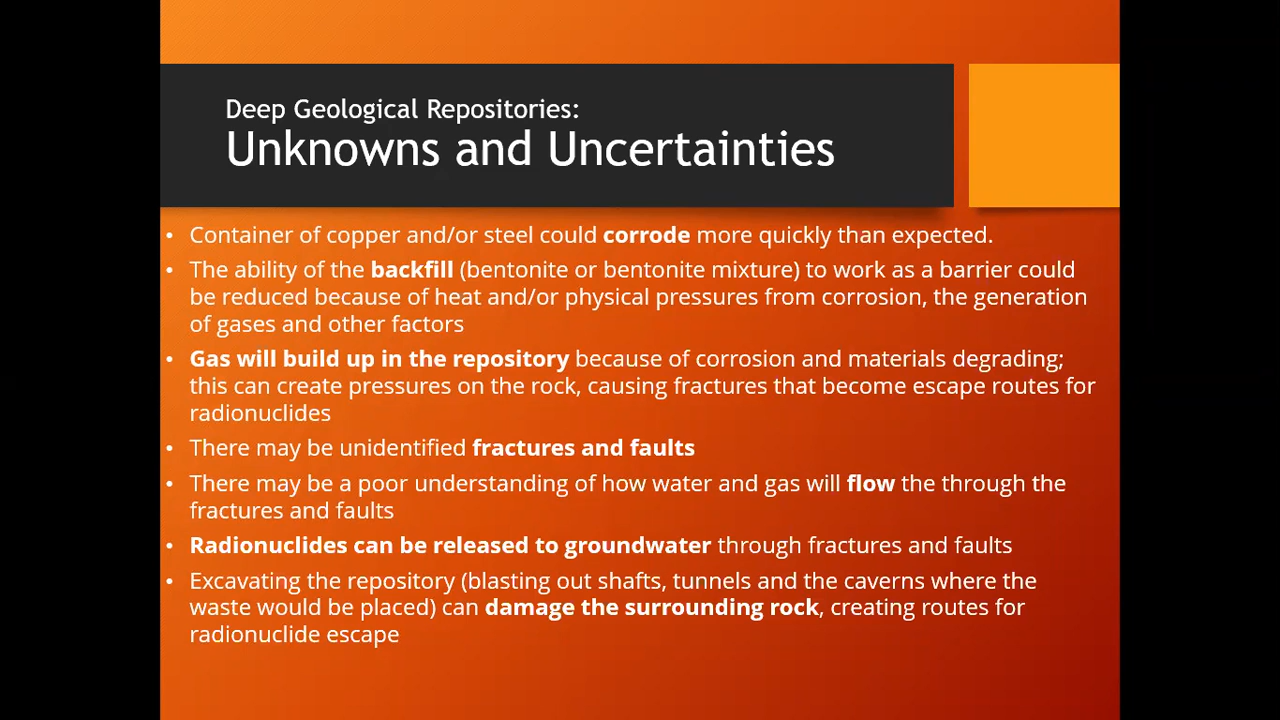 Deep Geological Repositories:
Unknowns and Uncertainties
• Container of copper and/or steel could corrode more quickly than expected.
• The ability of the backfill (bentonite or bentonite mixture) to work as a barrier could
be reduced because of heat and/or physical pressures from corrosion, the generation
of gases and other factors
• Gas will build up in the repository because of corrosion and materials degrading;
this can create pressures on the rock, causing fractures that become escape routes for
radionuclides
• There may be unidentified fractures and faults
• There may be a poor understanding of how water and gas will flow the through the
fractures and faults
• Radionuclides can be released to groundwater through fractures and faults
• Excavating the repository (blasting out shafts, tunnels and the caverns where the
waste would be placed) can damage the surrounding rock, creating routes for
radionuclide escape